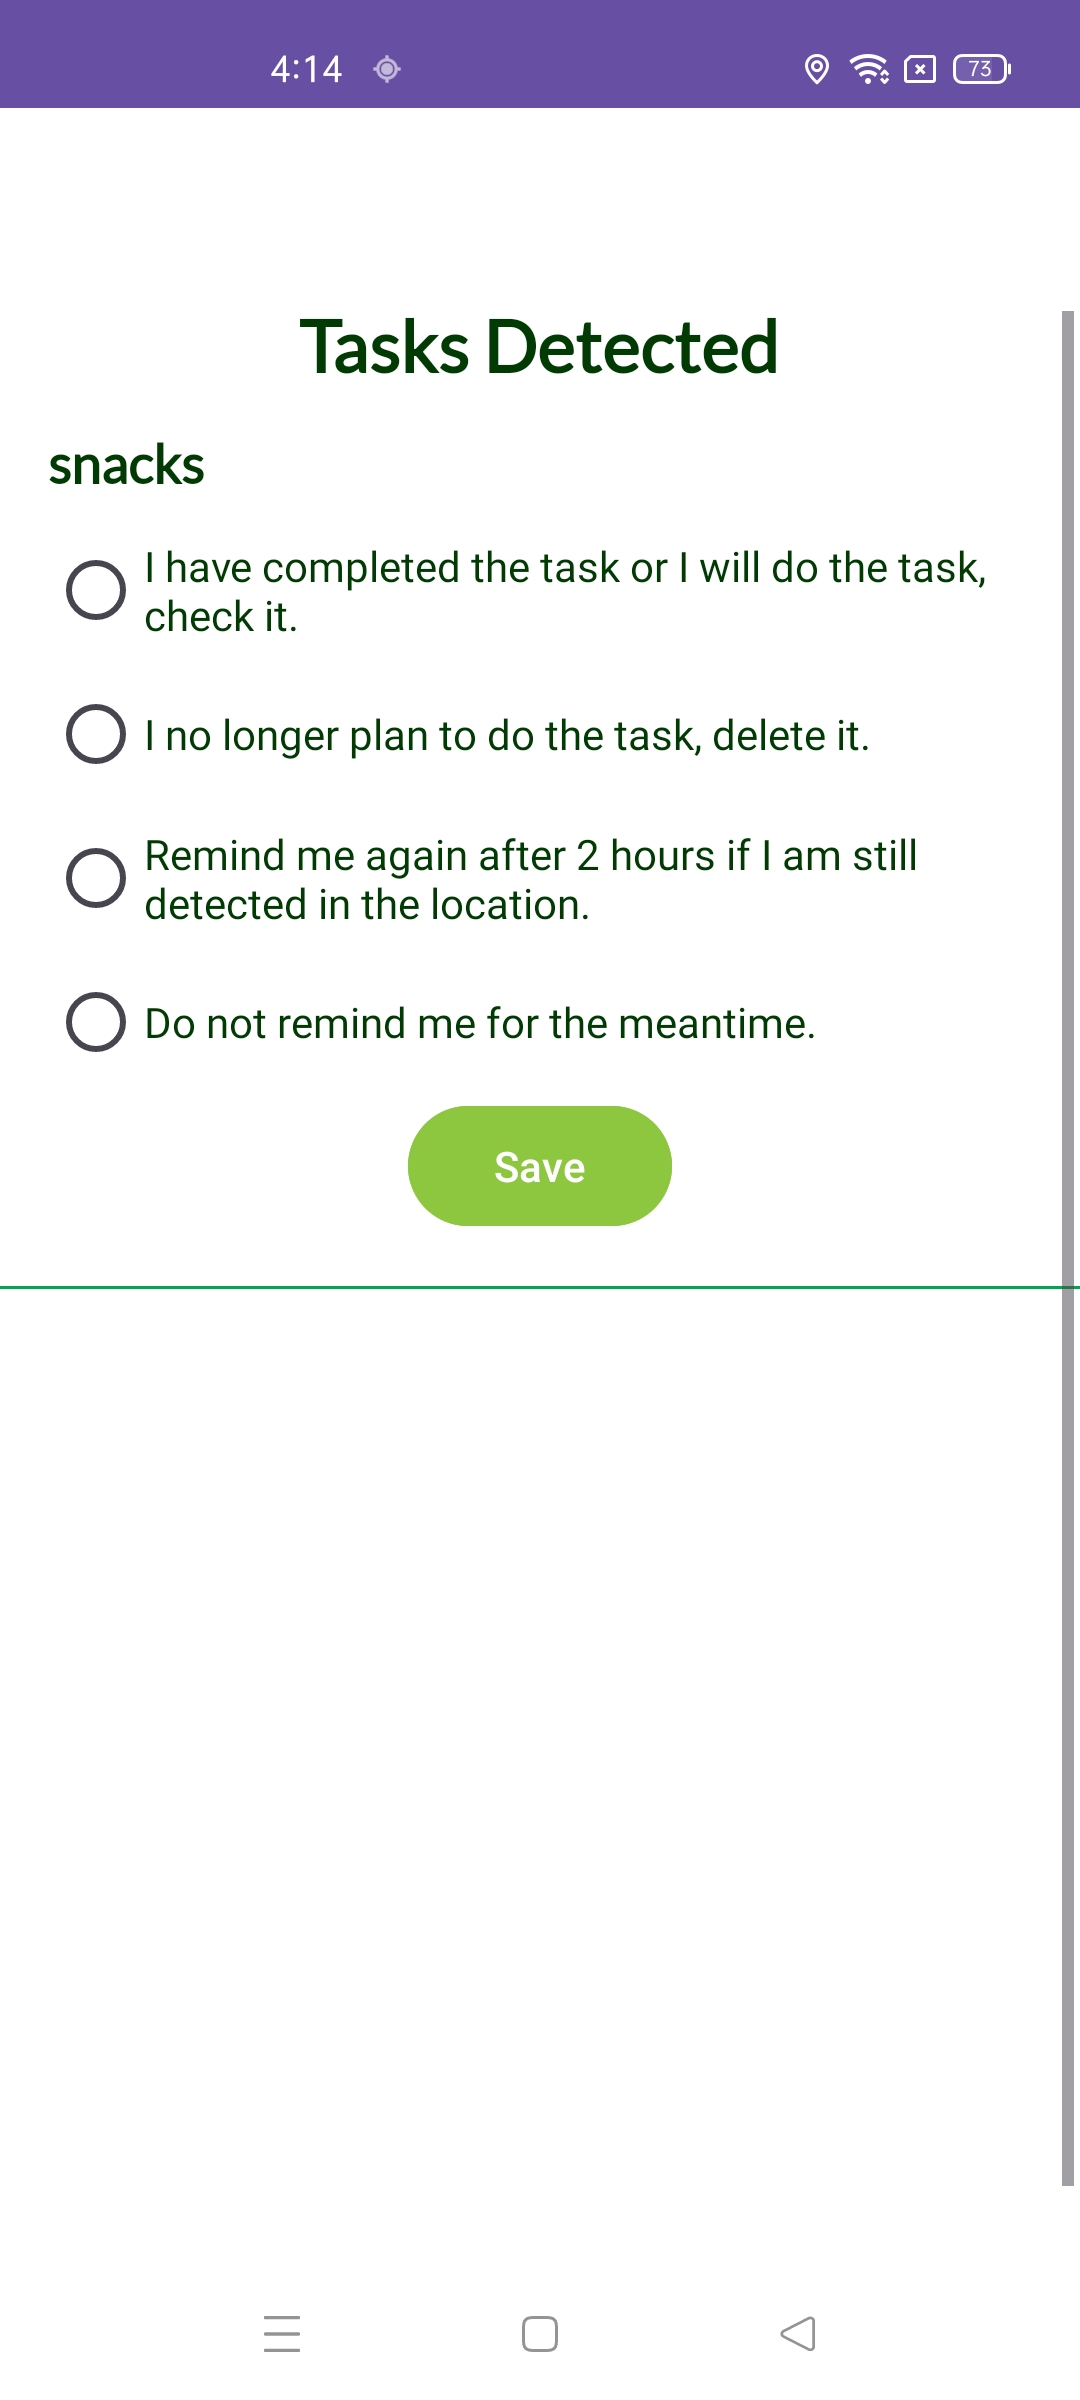 4:14
73
Tasks Detected
snacks
I have completed the task or I will do the task,
check it.
I no longer plan to do the task, delete it.
Remind me again after 2 hours if I am still
detected in the location.
Do not remind me for the meantime.
Save